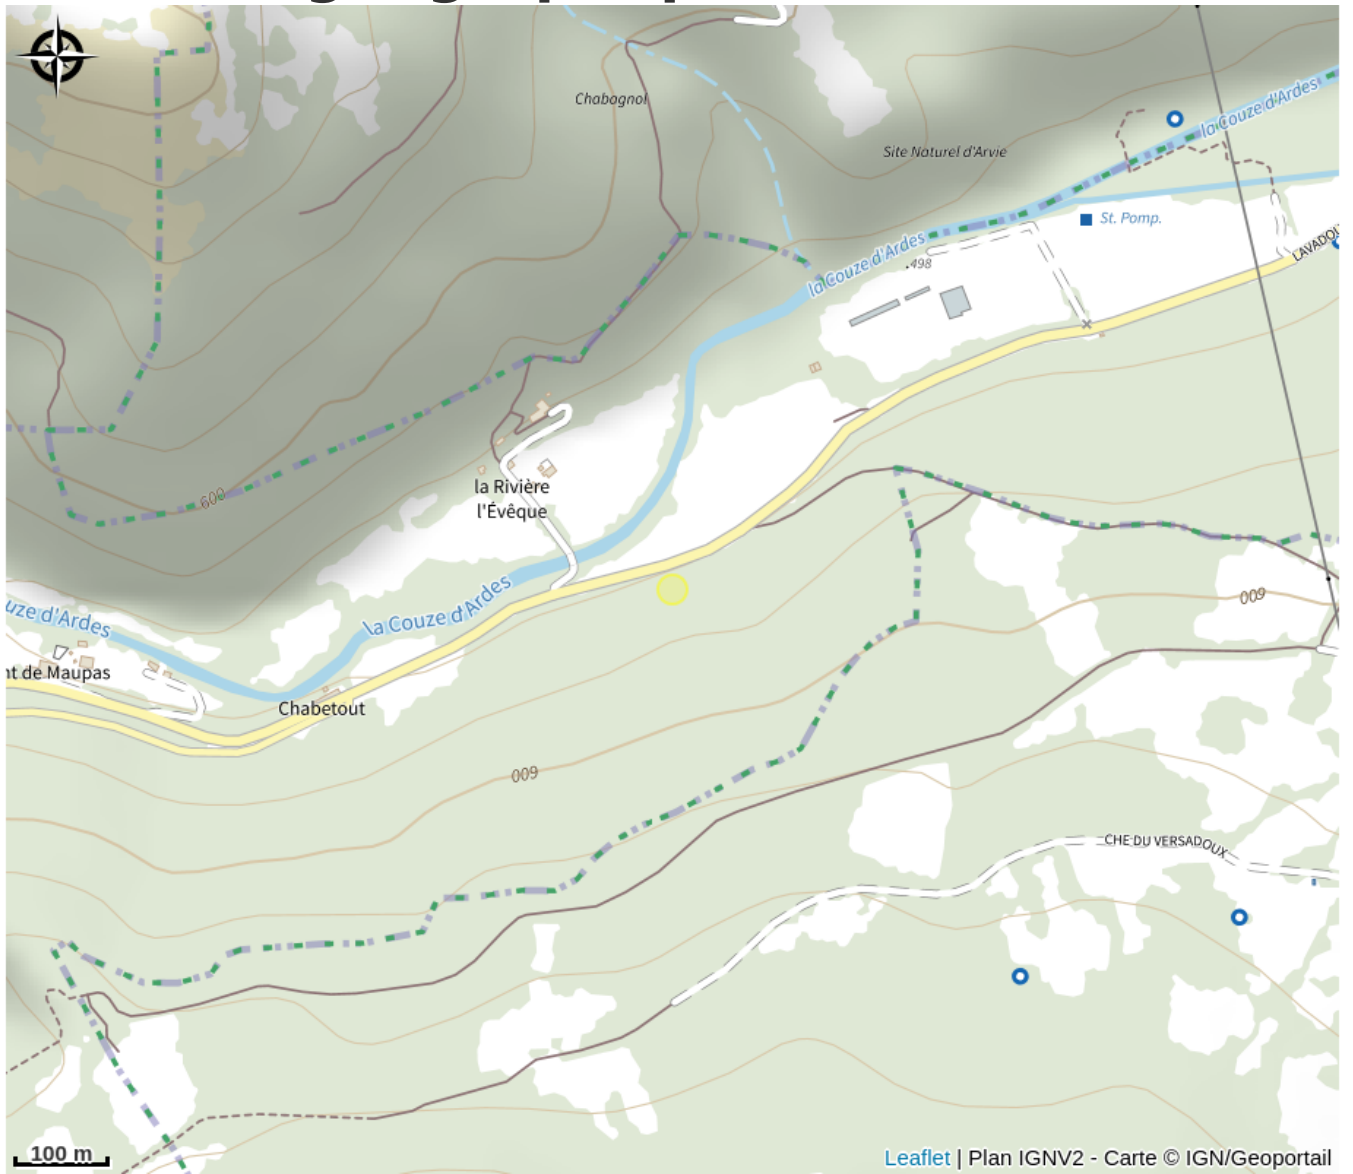 Chabagnol
la Couze d'Ardes
Site Naturel d'Arvie
St. Pomp.
LAVADOU
la Couze d'Ardes
.498
600
la Rivière
l'Évêque
la Couze d'Ardes
600
uze d'Ardes
nt de Maupas
Chabetout
600
CHE DU VERSADOUX
100 m
Leaflet | Plan IGNV2 - Carte © IGN/Geoportail